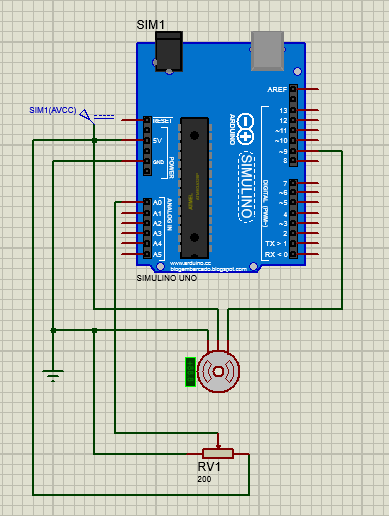 SIM1
SIM1(AVCC)
AREF
13
12
~11
~10
~9
8
RESET
5V
GND
POWER
ARDUINO
SIMULINO
A0
A1
A2
A3
A4
A5
ANALOG IN
DIGITAL (PWM~)
7
~6
~5
4
~3
2
TX > 1
RX < 0
www.arduino.cc
blogembarcado.blogspot.com
SIMULINO UNO
RV1
200